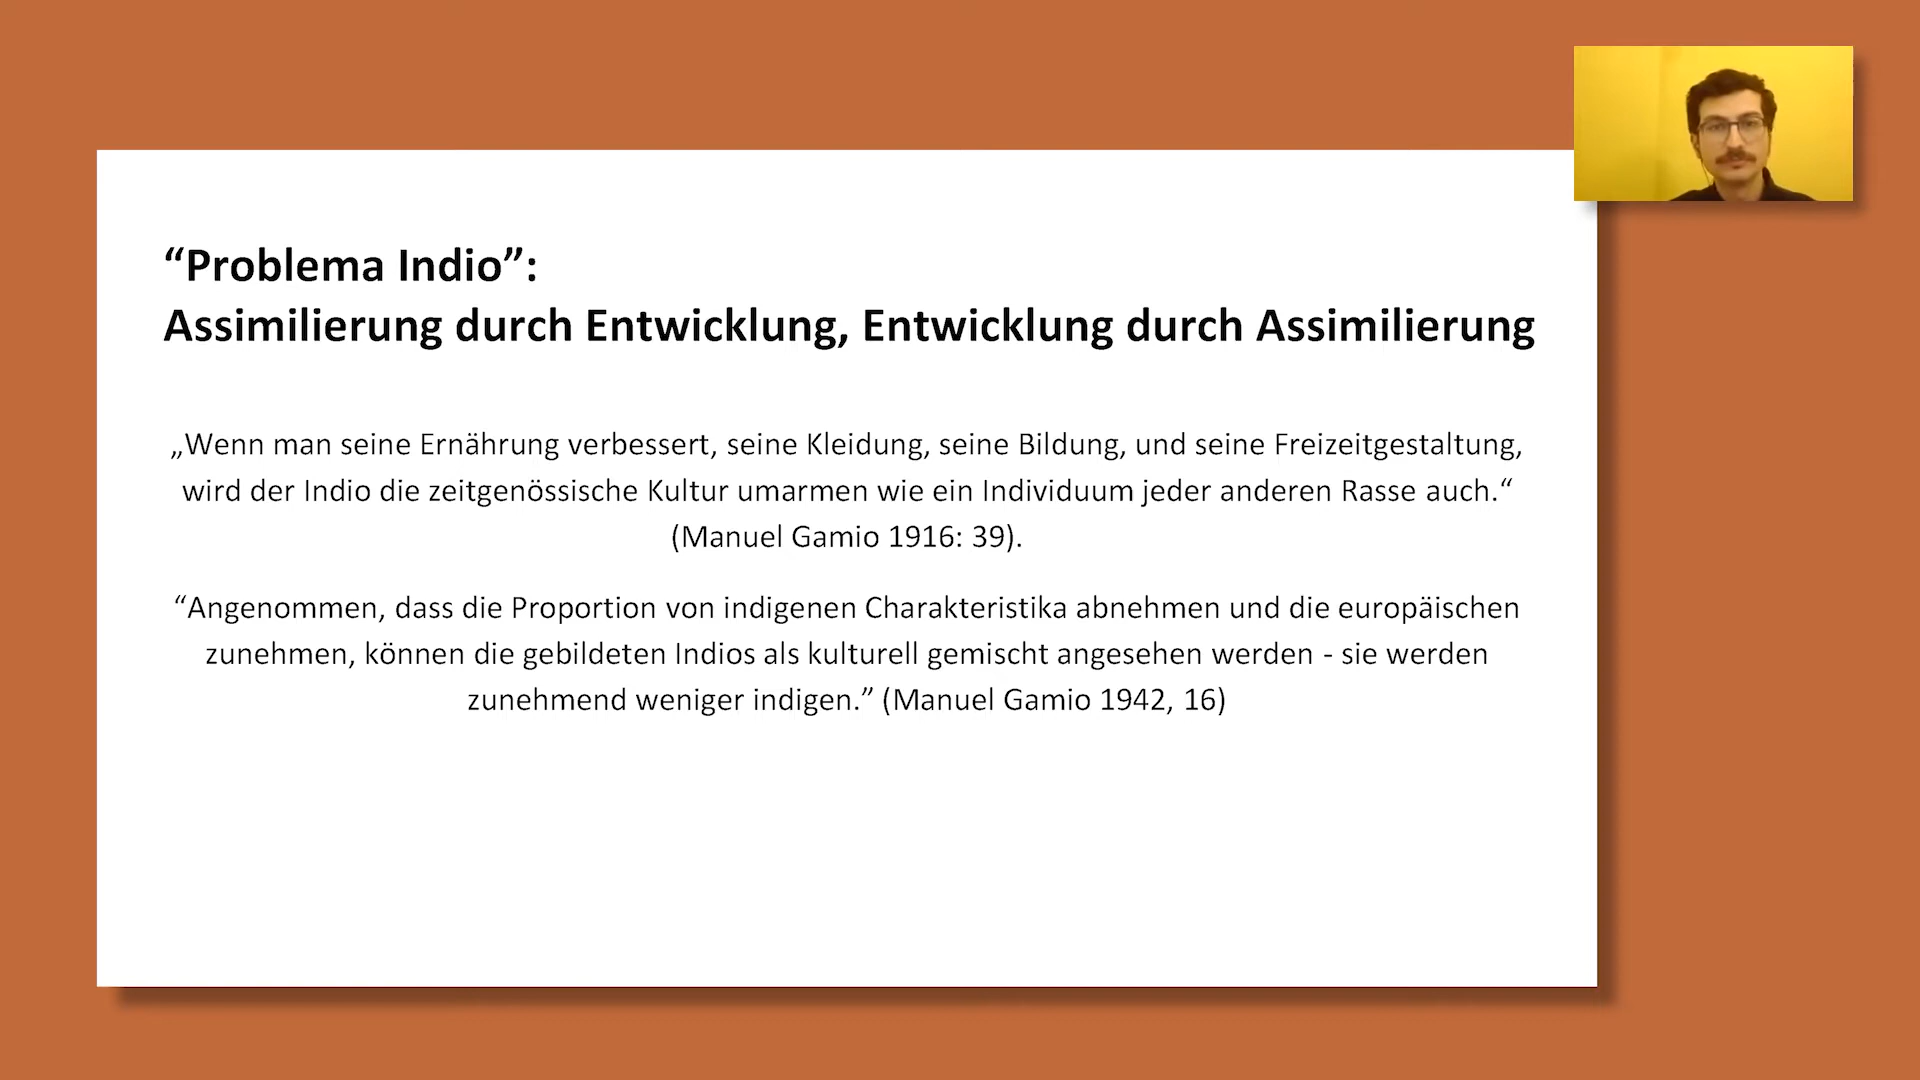 “Problema Indio”:
Assimilierung durch Entwicklung, Entwicklung durch Assimilierung
„Wenn man seine Ernährung verbessert, seine Kleidung, seine Bildung, und seine Freizeitgestaltung,
wird der Indio die zeitgenössische Kultur umarmen wie ein Individuum jeder anderen Rasse auch.“
(Manuel Gamio 1916: 39).
“Angenommen, dass die Proportion von indigenen Charakteristika abnehmen und die europäischen
zunehmen, können die gebildeten Indios als kulturell gemischt angesehen werden - sie werden
zunehmend weniger indigen.” (Manuel Gamio 1942, 16)